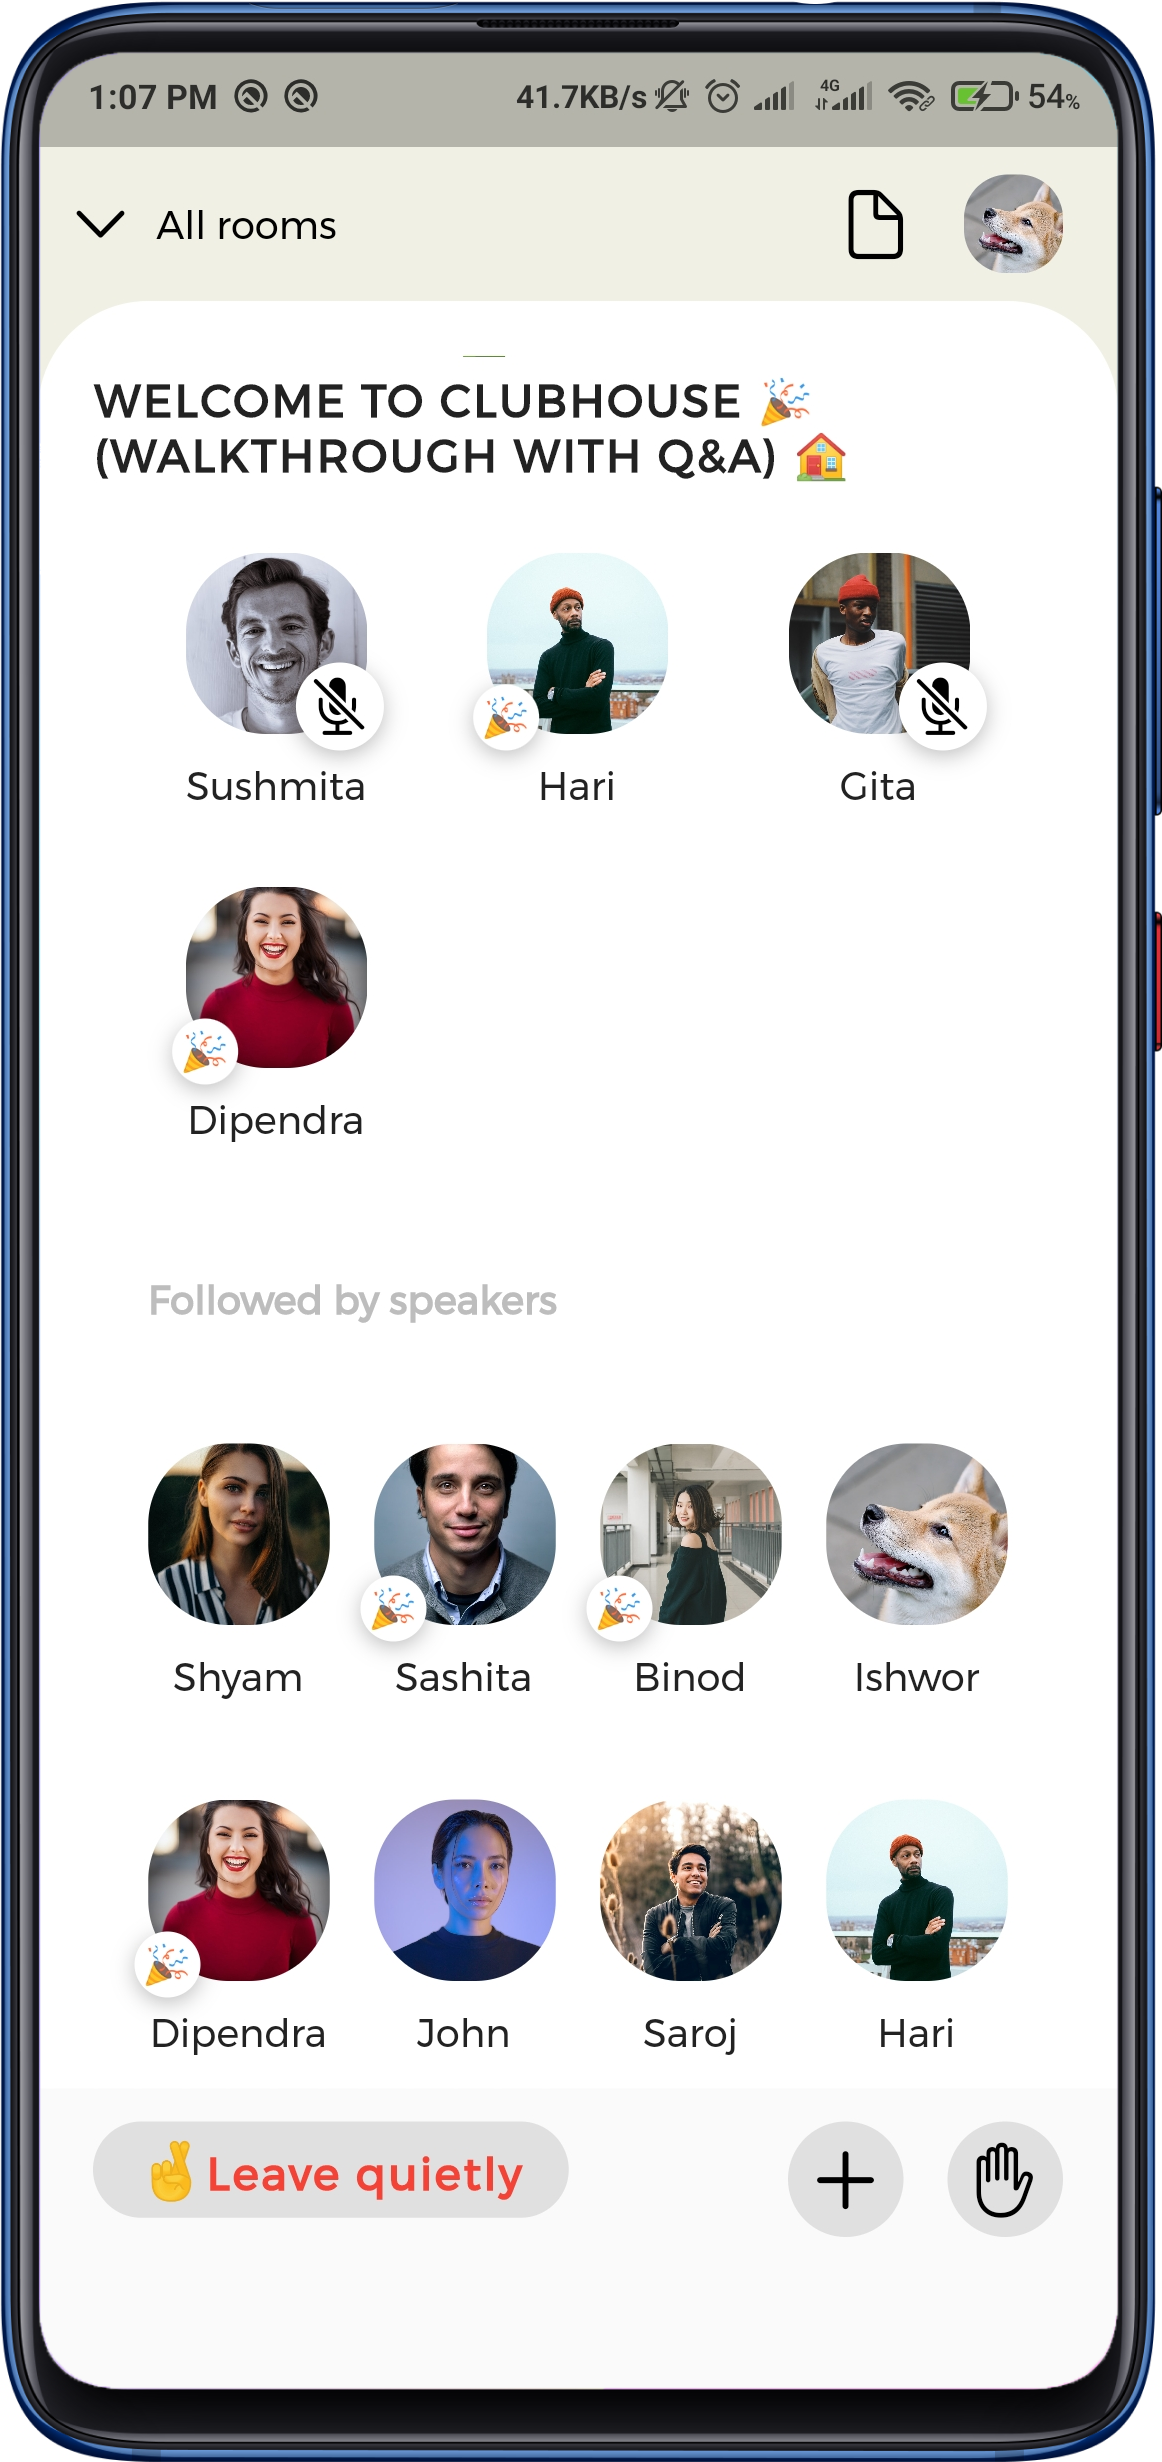 1:07 PM 41.7KB/s 4G 54%
All rooms
WELCOME TO CLUBHOUSE 🎉
(WALKTHROUGH WITH Q&A) 🏠
Sushmita Hari Gita
Dipendra
Followed by speakers
Shyam Sashita Binod Ishwor
Dipendra John Saroj Hari
🤞Leave quietly